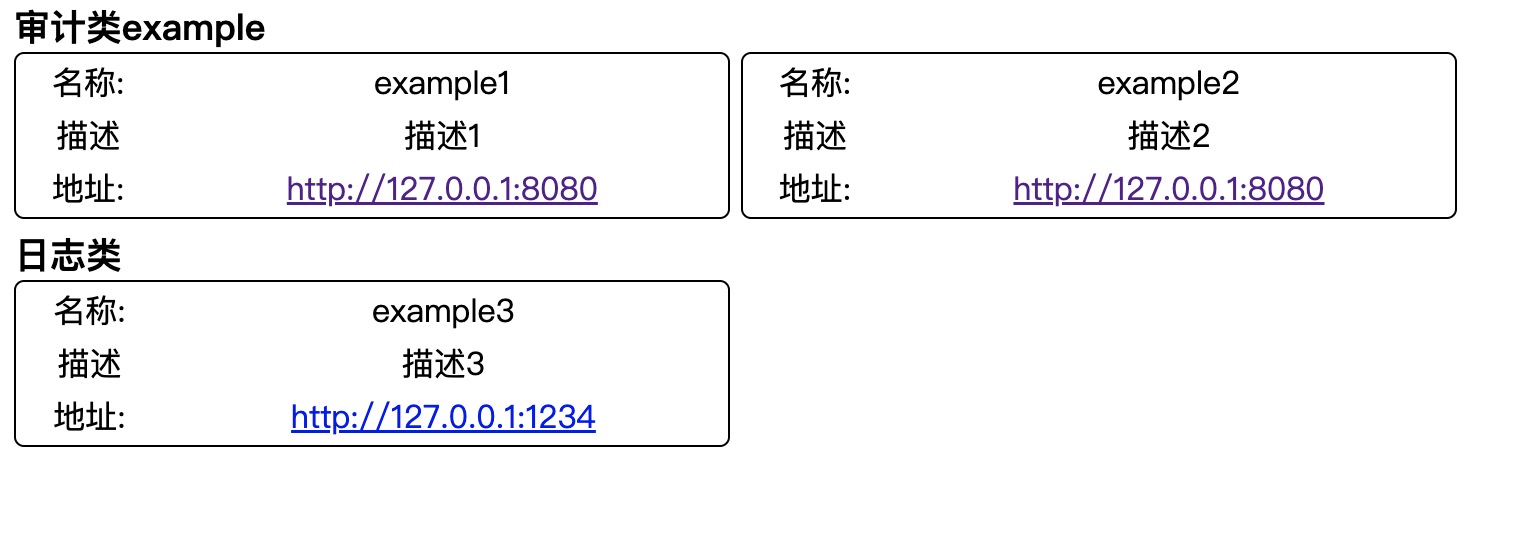 审计类example
名称: example1
描述 描述1
地址: http://127.0.0.1:8080
名称: example2
描述 描述2
地址: http://127.0.0.1:8080
日志类
名称: example3
描述 描述3
地址: http://127.0.0.1:1234